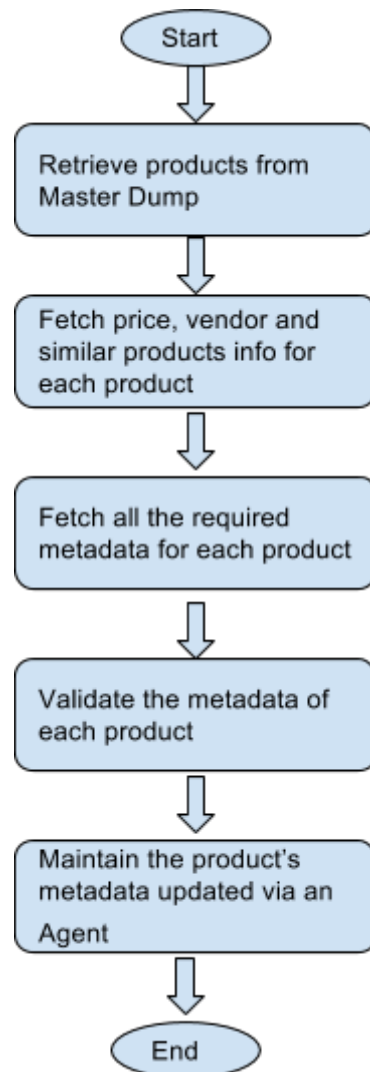 Start
Retrieve products from
Master Dump
Fetch price, vendor and
similar products info for
each product
Fetch all the required
metadata for each product
Validate the metadata of
each product
Maintain the product’s
metadata updated via an
Agent
End